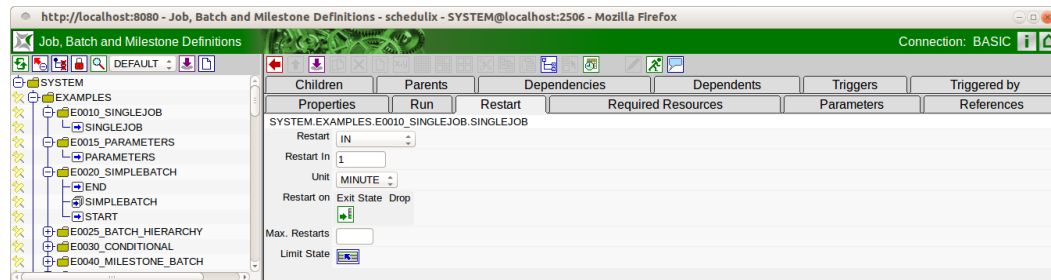 http://localhost:8080 - Job, Batch and Milestone Definitions - schedulix - SYSTEM@localhost:2506 - Mozilla Firefox
Job, Batch and Milestone Definitions
Connection: BASIC
DEFAULT
SYSTEM
EXAMPLES
E0010_SINGLEJOB
SINGLEJOB
E0015_PARAMETERS
PARAMETERS
E0020_SIMPLEBATCH
END
SIMPLEBATCH
START
E0025_BATCH_HIERARCHY
E0030_CONDITIONAL
E0040_MILESTONE_BATCH
Children Parents Dependencies Dependents Triggers Triggered by
Properties Run Restart Required Resources Parameters References
SYSTEM.EXAMPLES.E0010_SINGLEJOB.SINGLEJOB
Restart IN
Restart In 1
Unit MINUTE
Restart on Exit State Drop
Max. Restarts
Limit State